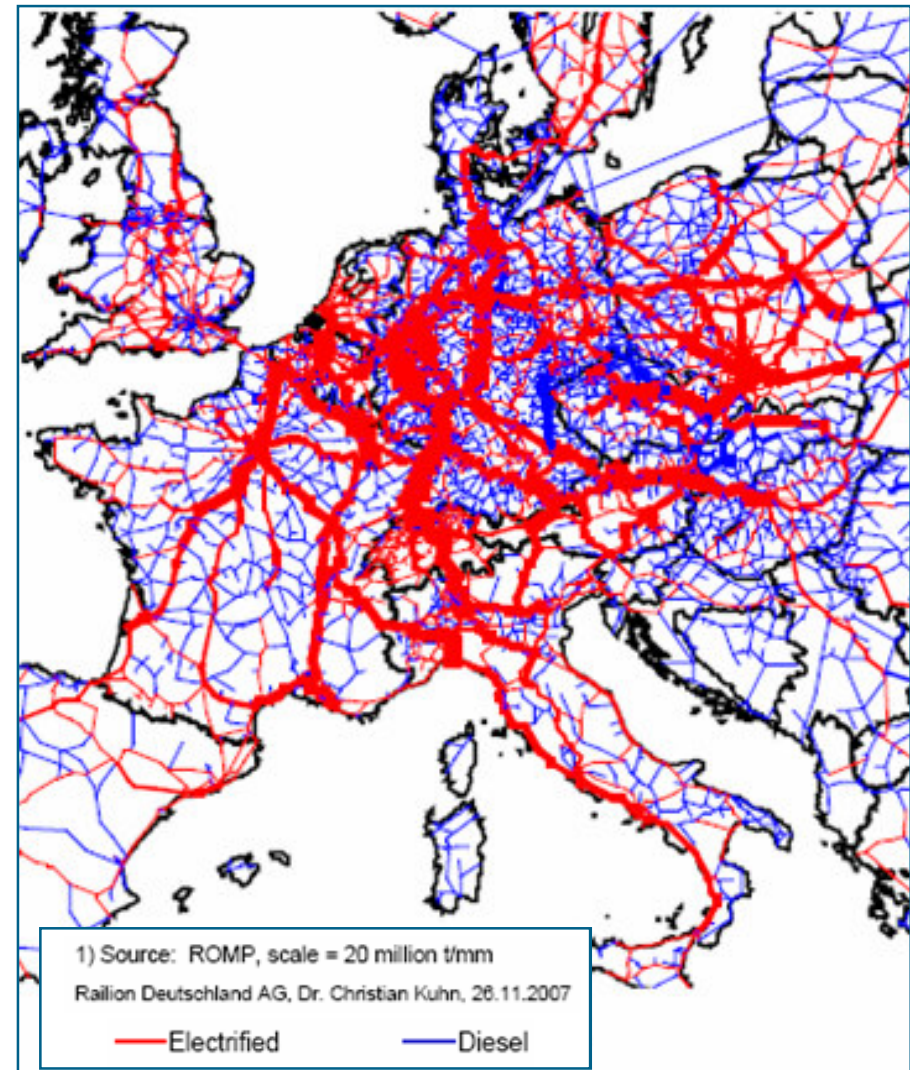 1) Source: ROMP, scale = 20 million t/mm
Railion Deutschland AG, Dr. Christian Kuhn, 26.11.2007
Electrified Diesel